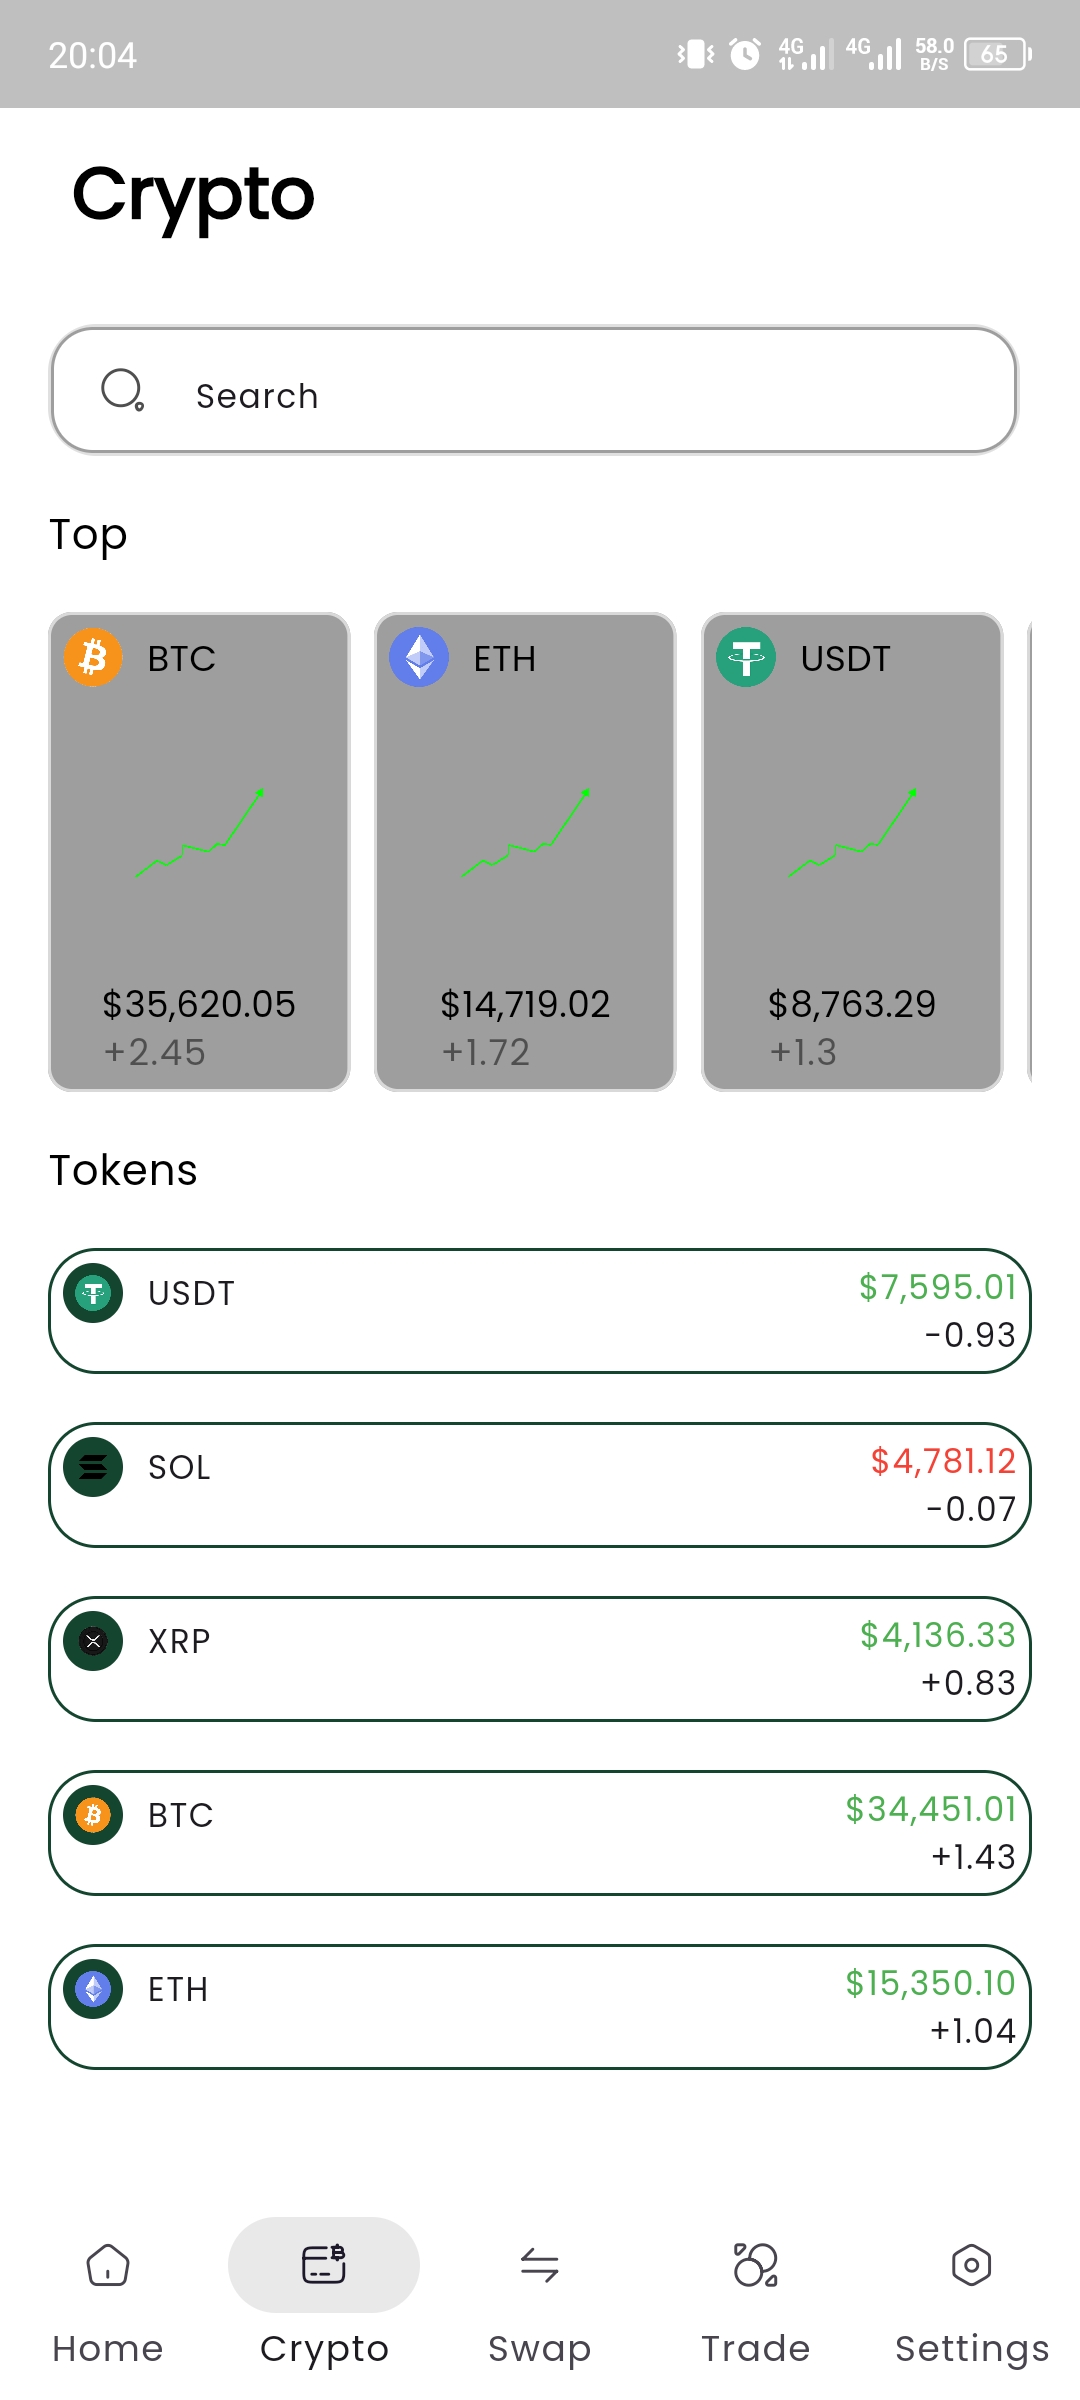 20:04
4G 4G 58.0 B/S 65
Crypto
Search
Top
BTC ETH USDT
$35,620.05 $14,719.02 $8,763.29
+2.45 +1.72 +1.3
Tokens
USDT $7,595.01
-0.93
SOL $4,781.12
-0.07
XRP $4,136.33
+0.83
BTC $34,451.01
+1.43
ETH $15,350.10
+1.04
Home Crypto Swap Trade Settings